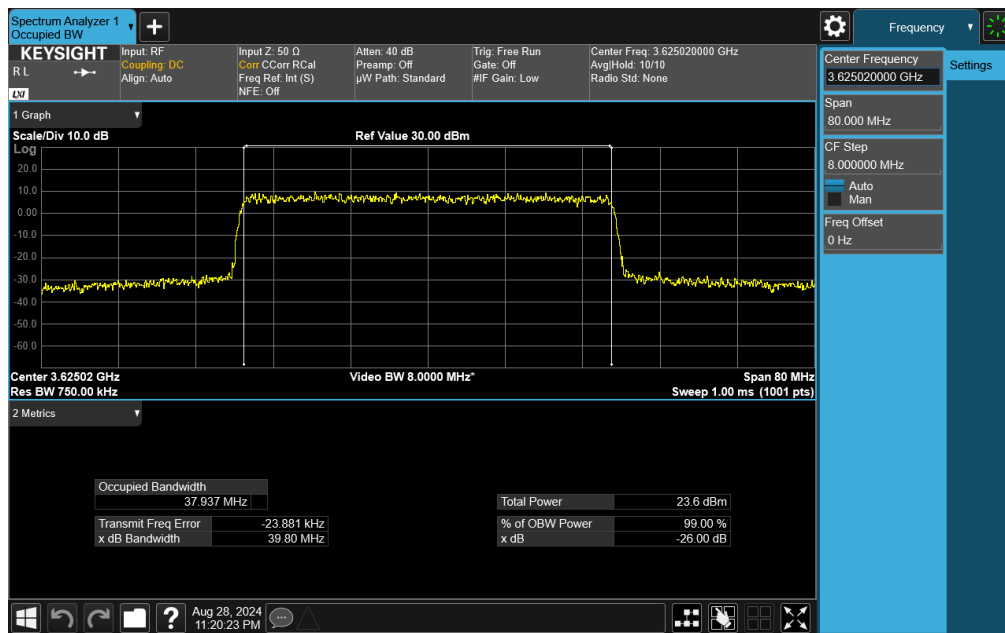 Spectrum Analyzer 1
Occupied BW
+
Frequency
KEYSIGHT
R L
LXI
Input: RF
Coupling: DC
Align: Auto
Input Z: 50 Ω
Corr CCorr RCal
Freq Ref: Int (S)
NFE: Off
Atten: 40 dB
Preamp: Off
µW Path: Standard
Trig: Free Run
Gate: Off
#IF Gain: Low
Center Freq: 3.625020000 GHz
Avg|Hold: 10/10
Radio Std: None
Center Frequency
3.625020000 GHz
Settings
Span
80.000 MHz
CF Step
8.000000 MHz
Auto
Man
Freq Offset
0 Hz
1 Graph
Scale/Div 10.0 dB
Ref Value 30.00 dBm
Log
20.0
10.0
0.00
-10.0
-20.0
-30.0
-40.0
-50.0
-60.0
Center 3.62502 GHz
Video BW 8.0000 MHz*
Span 80 MHz
Res BW 750.00 kHz
Sweep 1.00 ms (1001 pts)
2 Metrics
Occupied Bandwidth
37.937 MHz
Total Power 23.6 dBm
Transmit Freq Error -23.881 kHz
% of OBW Power 99.00 %
x dB Bandwidth 39.80 MHz
x dB -26.00 dB
?
Aug 28, 2024
11:20:23 PM